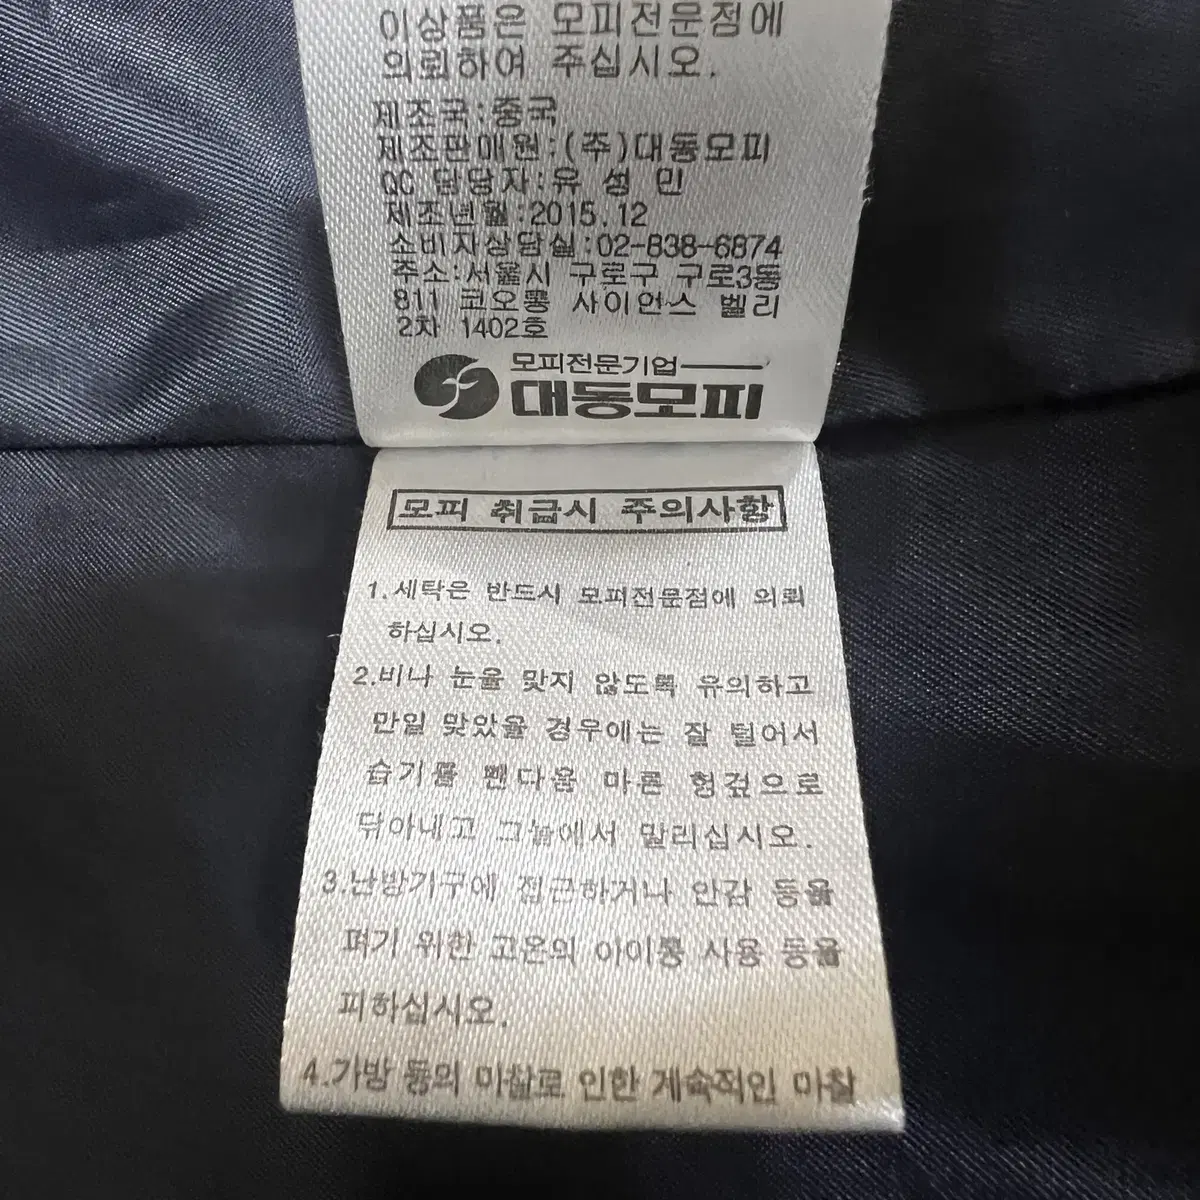 이상품은 모피전문점에
의뢰하여 주십시오.
제조국:중국
제조판매원:(주)대동모피
QC 담당자:유 성 민
제조년월:2015.12
소비자상담실:02-838-6874
주소:서울시 구로구 구로3동
811 코오롱 사이언스 벨리
2차 1402호
모피전문기업
대동모피
모피 취급시 주의사항
1.세탁은 반드시 모피전문점에 의뢰
하십시오.
2.비나 눈을 맞지 않도록 유의하고
만일 맞았을 경우에는 잘 털어서
습기를 뺀다음 마른 헝겊으로
닦아내고 그늘에서 말리십시오.
3.난방기구에 접근하거나 안감 등을
펴기 위한 고온의 아이롱 사용 등을
피하십시오.
4.가방 등의 마찰로 인한 계속적인 마찰